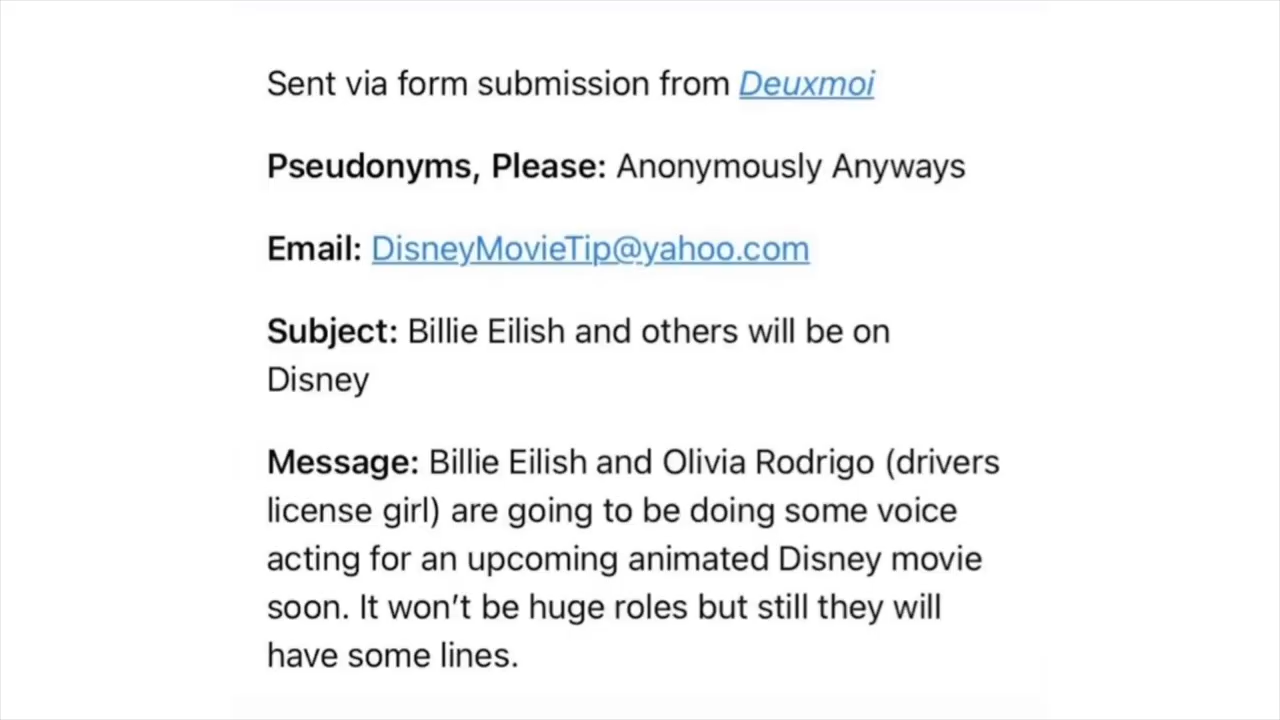 Sent via form submission from Deuxmoi
Pseudonyms, Please: Anonymously Anyways
Email: DisneyMovieTip@yahoo.com
Subject: Billie Eilish and others will be on
Disney
Message: Billie Eilish and Olivia Rodrigo (drivers
license girl) are going to be doing some voice
acting for an upcoming animated Disney movie
soon. It won’t be huge roles but still they will
have some lines.